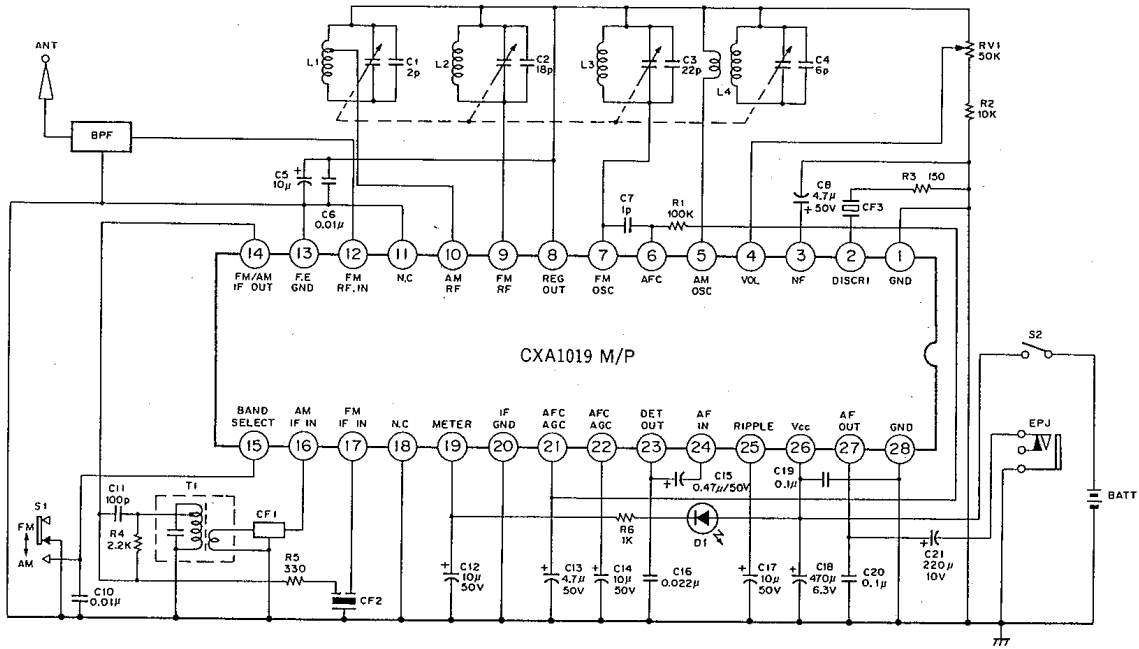 ANT
BPF
L1
C1
2p
L2
C2
18p
L3
C3
22p
L4
C4
6p
RV1
50K
R2
10K
C5
10μ
C6
0.01μ
C7
1p
R1
100K
C8
4.7μ
50V
R3 150
CF3
14
13
12
11
10
9
8
7
6
5
4
3
2
1
FM/AM
IF OUT
F.E
GND
FM
RF.IN
N.C
AM
RF
FM
RF
REG
OUT
FM
OSC
AFC
AM
OSC
VOL
NF
DISCRI
GND
CXA1019 M/P
BAND
SELECT
AM
IF IN
FM
IF IN
N.C
METER
IF
GND
AFC
AGC
AFC
AGC
DET
OUT
AF
IN
RIPPLE
Vcc
AF
OUT
GND
15
16
17
18
19
20
21
22
23
24
25
26
27
28
S2
EPJ
BATT
S1
FM
AM
C11
100p
R4
2.2K
T1
CF1
R5
330
CF2
C10
0.01μ
C12
10μ
50V
C13
4.7μ
50V
C14
10μ
50V
C15
0.47μ/50V
C16
0.022μ
R6
1K
D1
C19
0.1μ
C17
10μ
50V
C18
470μ
6.3V
C20
0.1μ
C21
220μ
10V